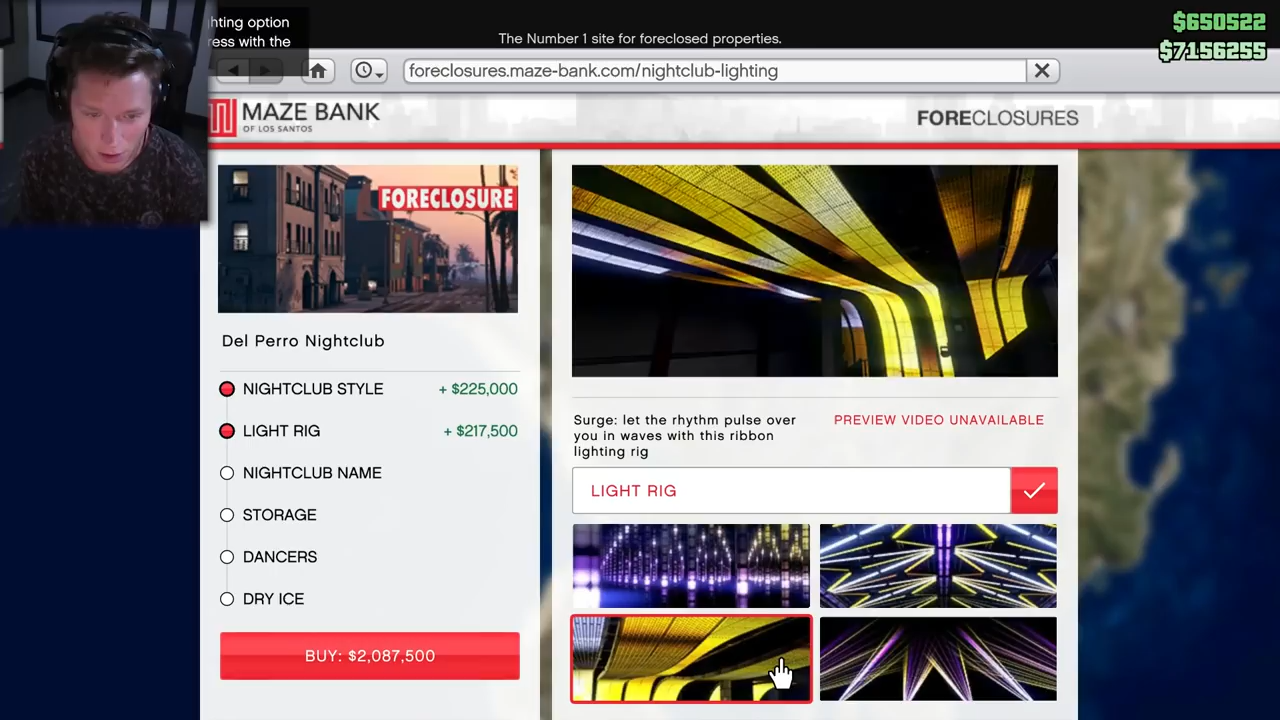 hting option
ress with the
The Number 1 site for foreclosed properties.
$650522
$7156255
foreclosures.maze-bank.com/nightclub-lighting
MAZE BANK
OF LOS SANTOS
FORECLOSURES
FORECLOSURE
Del Perro Nightclub
NIGHTCLUB STYLE + $225,000
LIGHT RIG + $217,500
NIGHTCLUB NAME
STORAGE
DANCERS
DRY ICE
BUY: $2,087,500
Surge: let the rhythm pulse over
you in waves with this ribbon
lighting rig
PREVIEW VIDEO UNAVAILABLE
LIGHT RIG